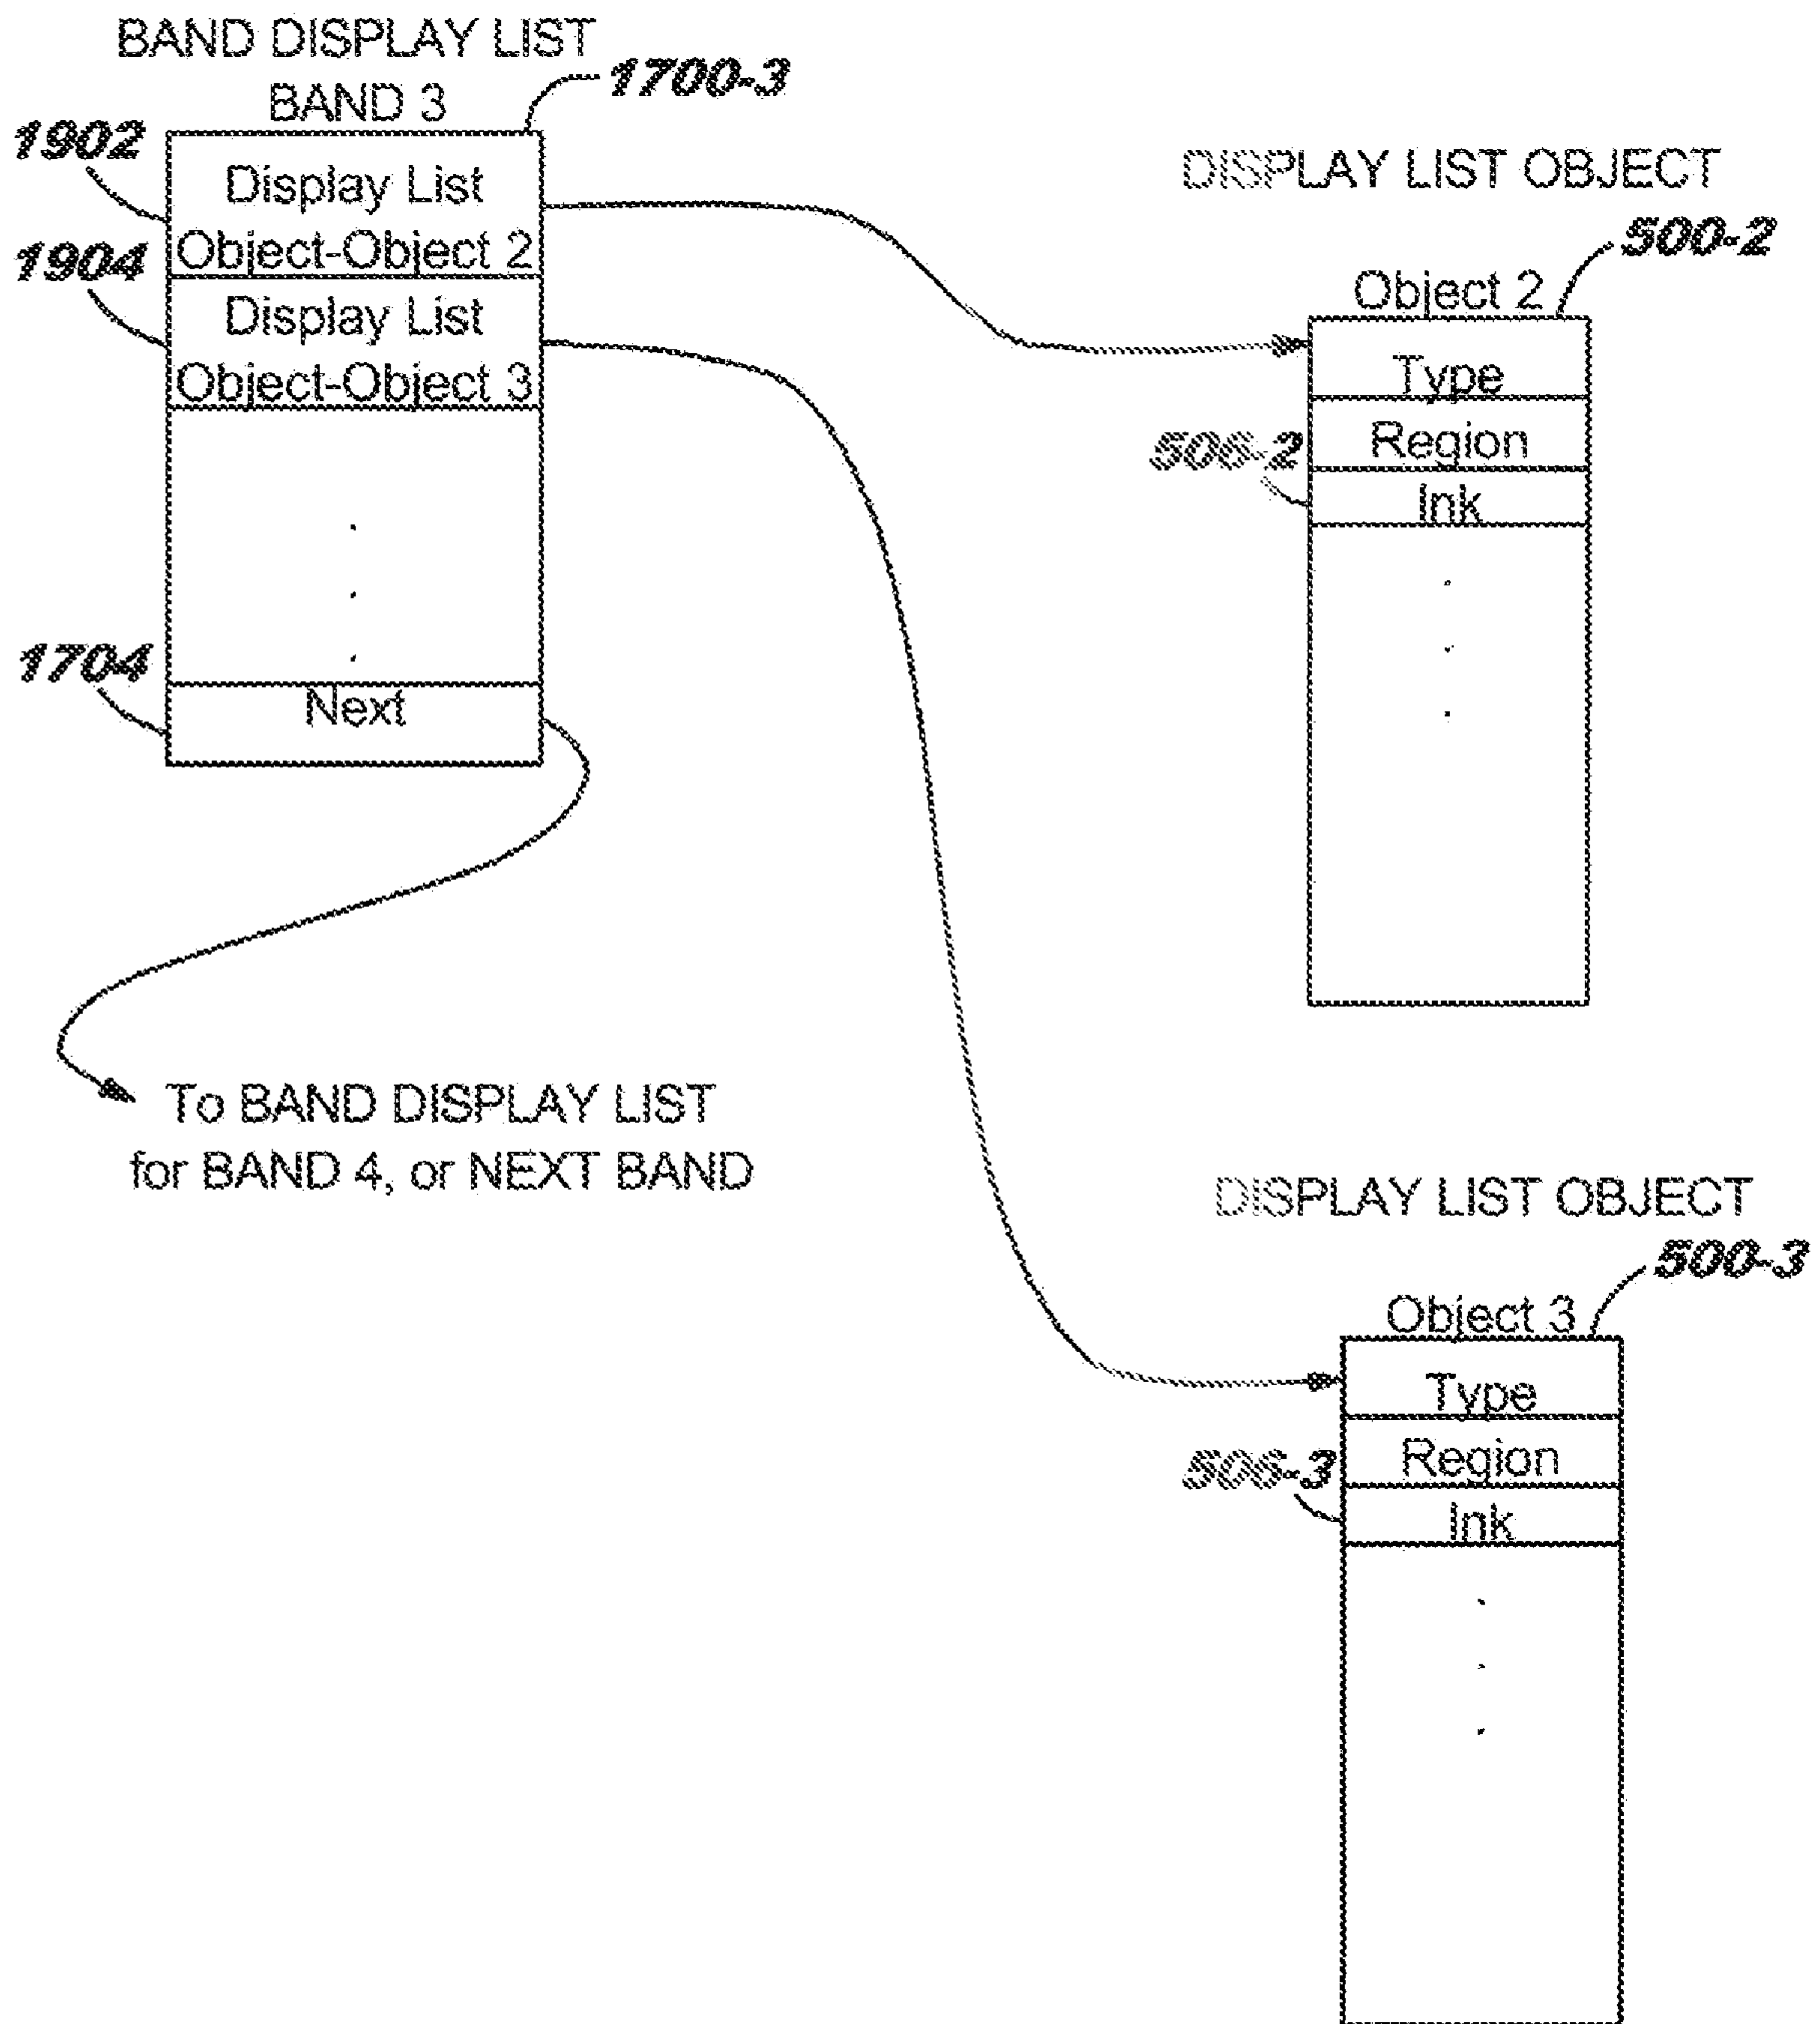 BAND DISPLAY LIST
BAND 3
1700-3
1902
Display List
Object-Object 2
1904
Display List
Object-Object 3
1704
Next
To BAND DISPLAY LIST
for BAND 4, or NEXT BAND
DISPLAY LIST OBJECT
500-2
Object 2
Type
Region
506-2
Ink
DISPLAY LIST OBJECT
500-3
Object 3
Type
Region
506-3
Ink